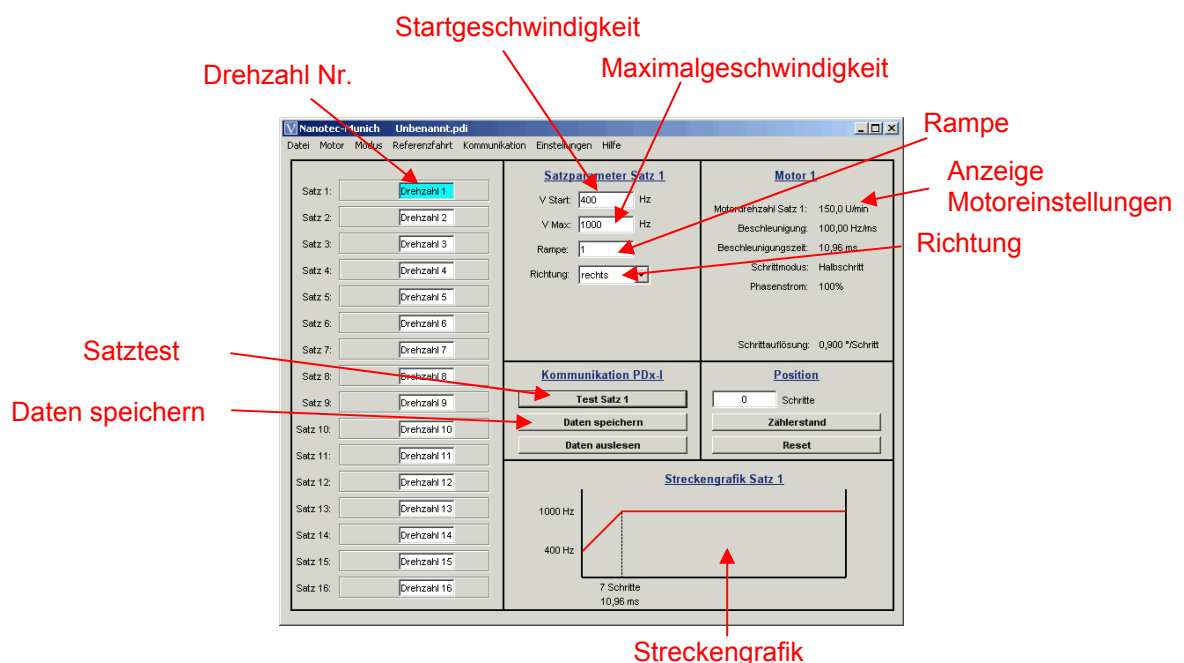 Startgeschwindigkeit
Drehzahl Nr.
Maximalgeschwindigkeit
Rampe
Anzeige
Motoreinstellungen
Richtung
Satztest
Daten speichern
Streckengrafik
Nanotec-Munich Unbenannt.pdi
Datei Motor Modus Referenzfahrt Kommunikation Einstellungen Hilfe
Satz 1: Drehzahl 1
Satz 2: Drehzahl 2
Satz 3: Drehzahl 3
Satz 4: Drehzahl 4
Satz 5: Drehzahl 5
Satz 6: Drehzahl 6
Satz 7: Drehzahl 7
Satz 8: Drehzahl 8
Satz 9: Drehzahl 9
Satz 10: Drehzahl 10
Satz 11: Drehzahl 11
Satz 12: Drehzahl 12
Satz 13: Drehzahl 13
Satz 14: Drehzahl 14
Satz 15: Drehzahl 15
Satz 16: Drehzahl 16
Satzparameter Satz 1
V Start: 400 Hz
V Max: 1000 Hz
Rampe: 1
Richtung: rechts
Motor 1
Motordrehzahl Satz 1: 150,0 U/min
Beschleunigung: 100,00 Hz/ms
Beschleunigungszeit: 10,96 ms
Schrittmodus: Halbschritt
Phasenstrom: 100%
Schrittauflösung: 0,900 °/Schritt
Kommunikation PDx-I
Test Satz 1
Daten speichern
Daten auslesen
Position
0 Schritte
Zählerstand
Reset
Streckengrafik Satz 1
1000 Hz
400 Hz
7 Schritte
10,96 ms